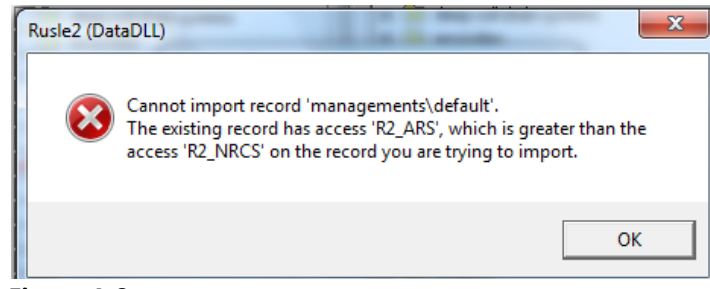 Rusle2 (DataDLL)
Cannot import record 'managements\default'.
The existing record has access 'R2_ARS', which is greater than the
access 'R2_NRCS' on the record you are trying to import.
OK